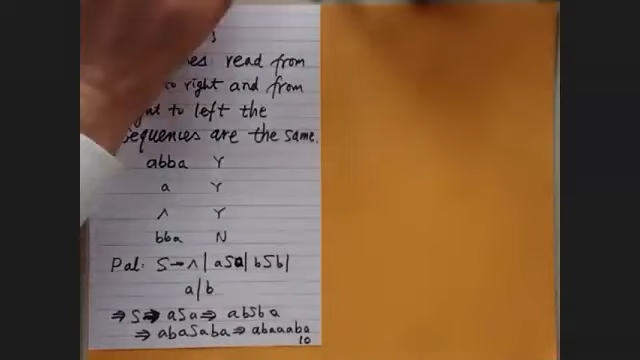 read from
to right and from
to left the
sequences are the same.
abba Y
a Y
Λ Y
bba N
Pal: S → Λ | aSa | bSb |
a | b
⇒ S ⇒ aSa ⇒ abSba
⇒ abaSaba ⇒ abaaaba
10